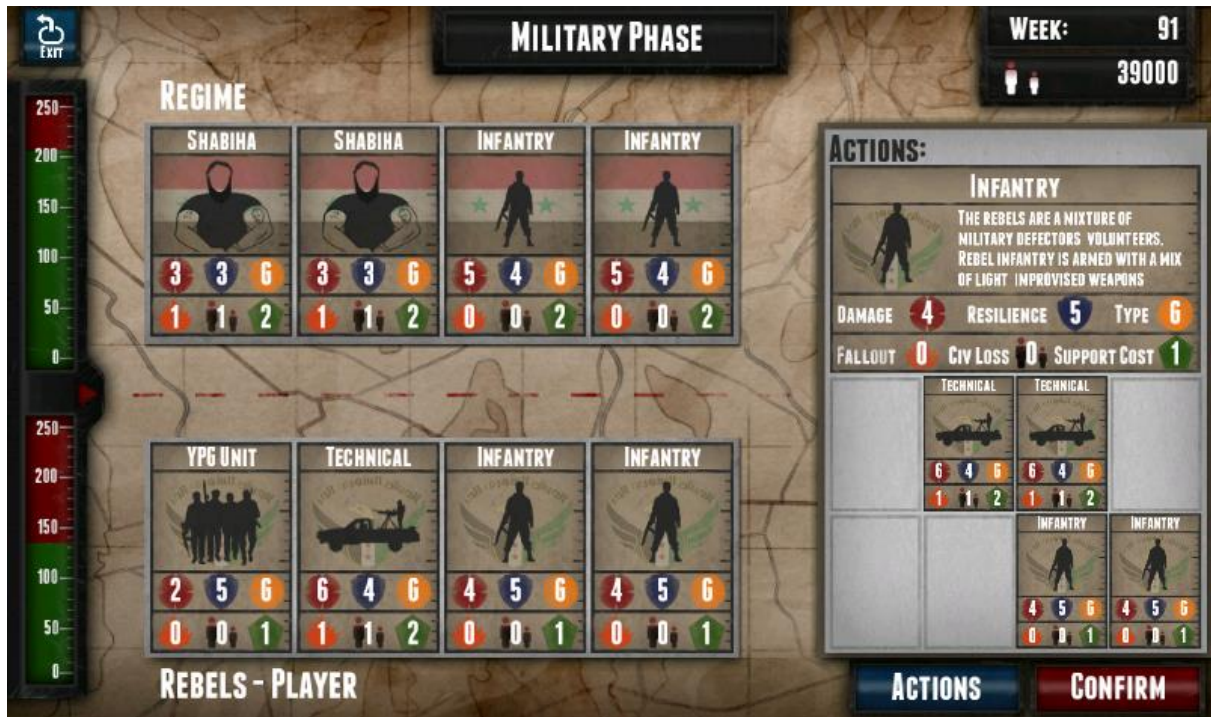 Exit
MILITARY PHASE
WEEK: 91
39000
REGIME
250
200
150
100
50
0
250
200
150
100
50
0
SHABIHA SHABIHA INFANTRY INFANTRY
3 3 6 3 3 6 5 4 6 5 4 6
1 1 2 1 1 2 0 0 2 0 0 2
YPG UNIT TECHNICAL INFANTRY INFANTRY
2 5 6 6 4 6 4 5 6 4 5 6
0 0 1 1 1 2 0 0 1 0 0 1
REBELS - PLAYER
ACTIONS:
INFANTRY
THE REBELS ARE A MIXTURE OF
MILITARY DEFECTORS VOLUNTEERS.
REBEL INFANTRY IS ARMED WITH A MIX
OF LIGHT IMPROVISED WEAPONS
DAMAGE 4 RESILIENCE 5 TYPE 6
FALLOUT 0 CIV LOSS 0 SUPPORT COST 1
TECHNICAL TECHNICAL
6 4 6 6 4 6
1 1 2 1 1 2
INFANTRY INFANTRY
4 5 6 4 5 6
0 0 1 0 0 1
ACTIONS CONFIRM